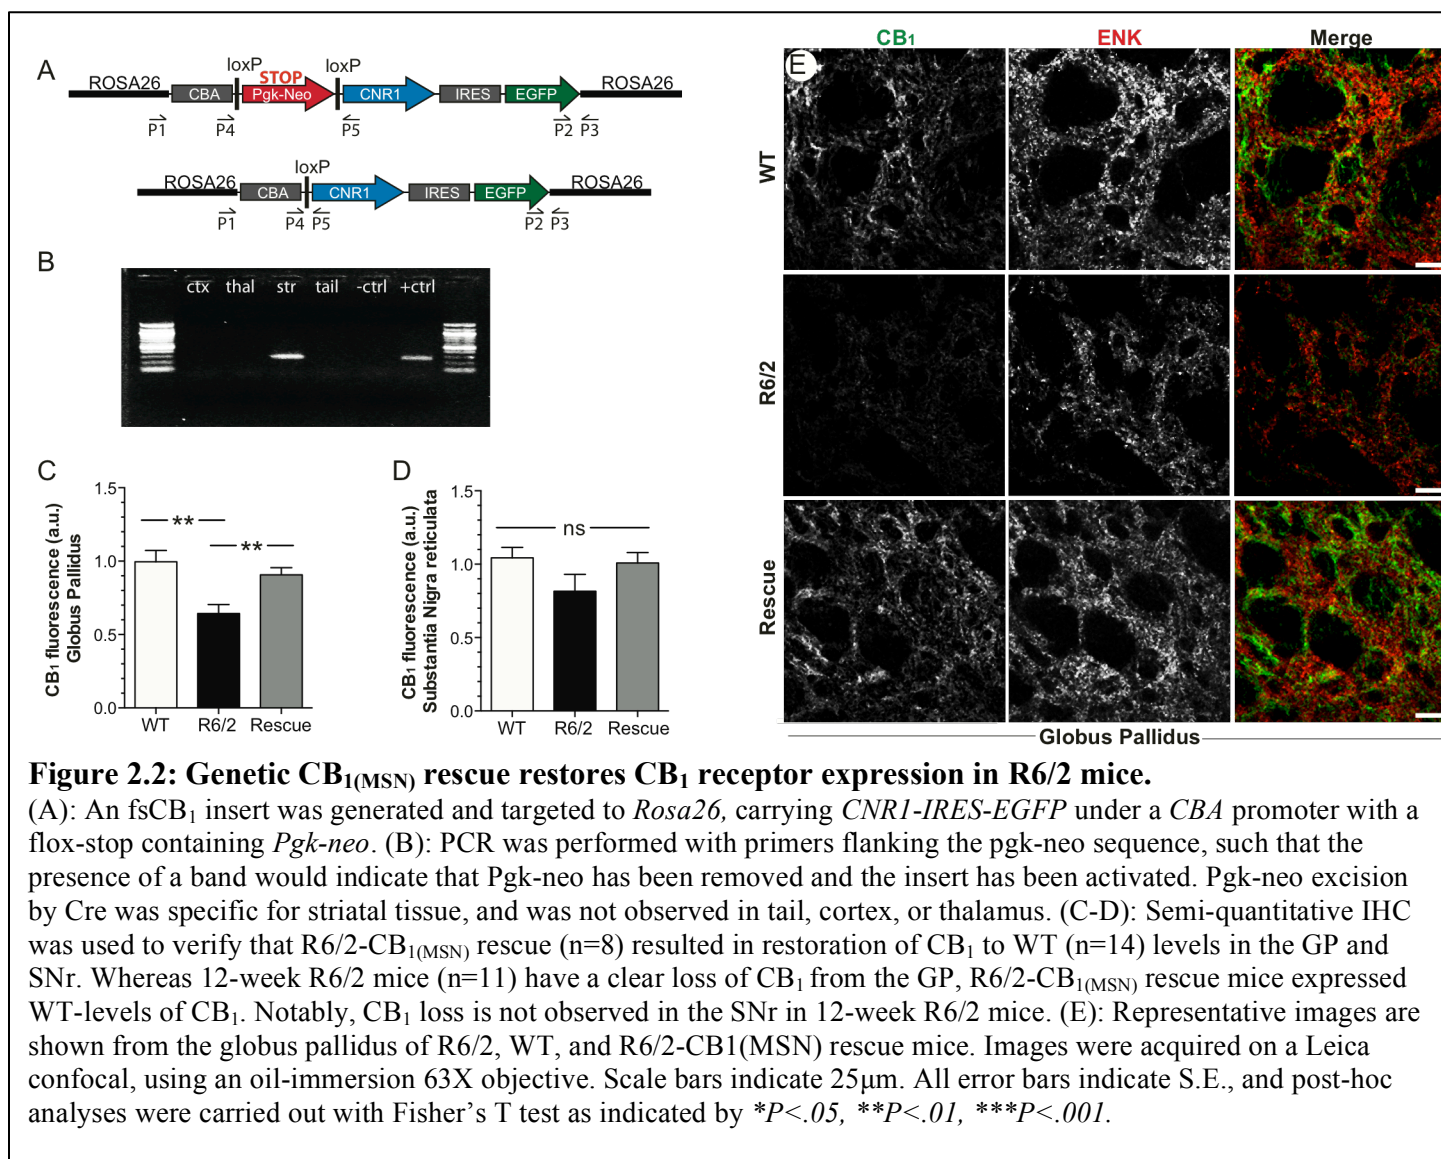 A
ROSA26
CBA
loxP
STOP
Pgk-Neo
loxP
CNR1
IRES
EGFP
ROSA26
P1
P4
P5
P2
P3
ROSA26
CBA
loxP
CNR1
IRES
EGFP
ROSA26
P1
P4
P5
P2
P3
B
ctx thal str tail -ctrl +ctrl
C
CB1 fluorescence (a.u.)
Globus Pallidus
1.5
1.0
0.5
0.0
**
**
WT R6/2 Rescue
D
CB1 fluorescence (a.u.)
Substantia Nigra reticulata
1.5
1.0
0.5
0.0
ns
WT R6/2 Rescue
E
CB1 ENK Merge
WT
R6/2
Rescue
Globus Pallidus
Figure 2.2: Genetic CB1(MSN) rescue restores CB1 receptor expression in R6/2 mice.
(A): An fsCB1 insert was generated and targeted to Rosa26, carrying CNR1-IRES-EGFP under a CBA promoter with a
flox-stop containing Pgk-neo. (B): PCR was performed with primers flanking the pgk-neo sequence, such that the
presence of a band would indicate that Pgk-neo has been removed and the insert has been activated. Pgk-neo excision
by Cre was specific for striatal tissue, and was not observed in tail, cortex, or thalamus. (C-D): Semi-quantitative IHC
was used to verify that R6/2-CB1(MSN) rescue (n=8) resulted in restoration of CB1 to WT (n=14) levels in the GP and
SNr. Whereas 12-week R6/2 mice (n=11) have a clear loss of CB1 from the GP, R6/2-CB1(MSN) rescue mice expressed
WT-levels of CB1. Notably, CB1 loss is not observed in the SNr in 12-week R6/2 mice. (E): Representative images are
shown from the globus pallidus of R6/2, WT, and R6/2-CB1(MSN) rescue mice. Images were acquired on a Leica
confocal, using an oil-immersion 63X objective. Scale bars indicate 25μm. All error bars indicate S.E., and post-hoc
analyses were carried out with Fisher's T test as indicated by *P<.05, **P<.01, ***P<.001.